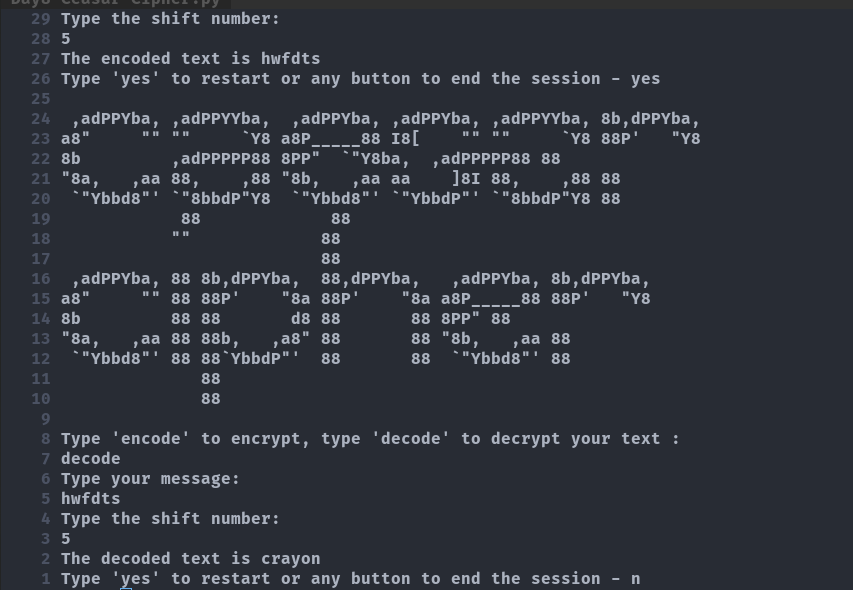 Day8 Ceasar Cipher.py
29 Type the shift number:
28 5
27 The encoded text is hwfdts
26 Type 'yes' to restart or any button to end the session - yes
25
24  ,adPPYba, ,adPPYYba,  ,adPPYba, ,adPPYba, ,adPPYYba, 8b,dPPYba,
23 a8"     "" ""     `Y8 a8P_____88 I8[    "" ""     `Y8 88P'   "Y8
22 8b         ,adPPPPP88 8PP"  `"Y8ba,  ,adPPPPP88 88
21 "8a,   ,aa 88,    ,88 "8b,   ,aa aa    ]8I 88,    ,88 88
20  `"Ybbd8"' `"8bbdP"Y8  `"Ybbd8"' `"YbbdP"' `"8bbdP"Y8 88
19             88             88
18            ""             88
17                           88
16  ,adPPYba, 88 8b,dPPYba,  88,dPPYba,   ,adPPYba, 8b,dPPYba,
15 a8"     "" 88 88P'    "8a 88P'    "8a a8P_____88 88P'   "Y8
14 8b         88 88       d8 88       88 8PP" 88
13 "8a,   ,aa 88 88b,   ,a8" 88       88 "8b,   ,aa 88
12  `"Ybbd8"' 88 88`YbbdP"'  88       88  `"Ybbd8"' 88
11               88
10               88
9
8 Type 'encode' to encrypt, type 'decode' to decrypt your text :
7 decode
6 Type your message:
5 hwfdts
4 Type the shift number:
3 5
2 The decoded text is crayon
1 Type 'yes' to restart or any button to end the session - n